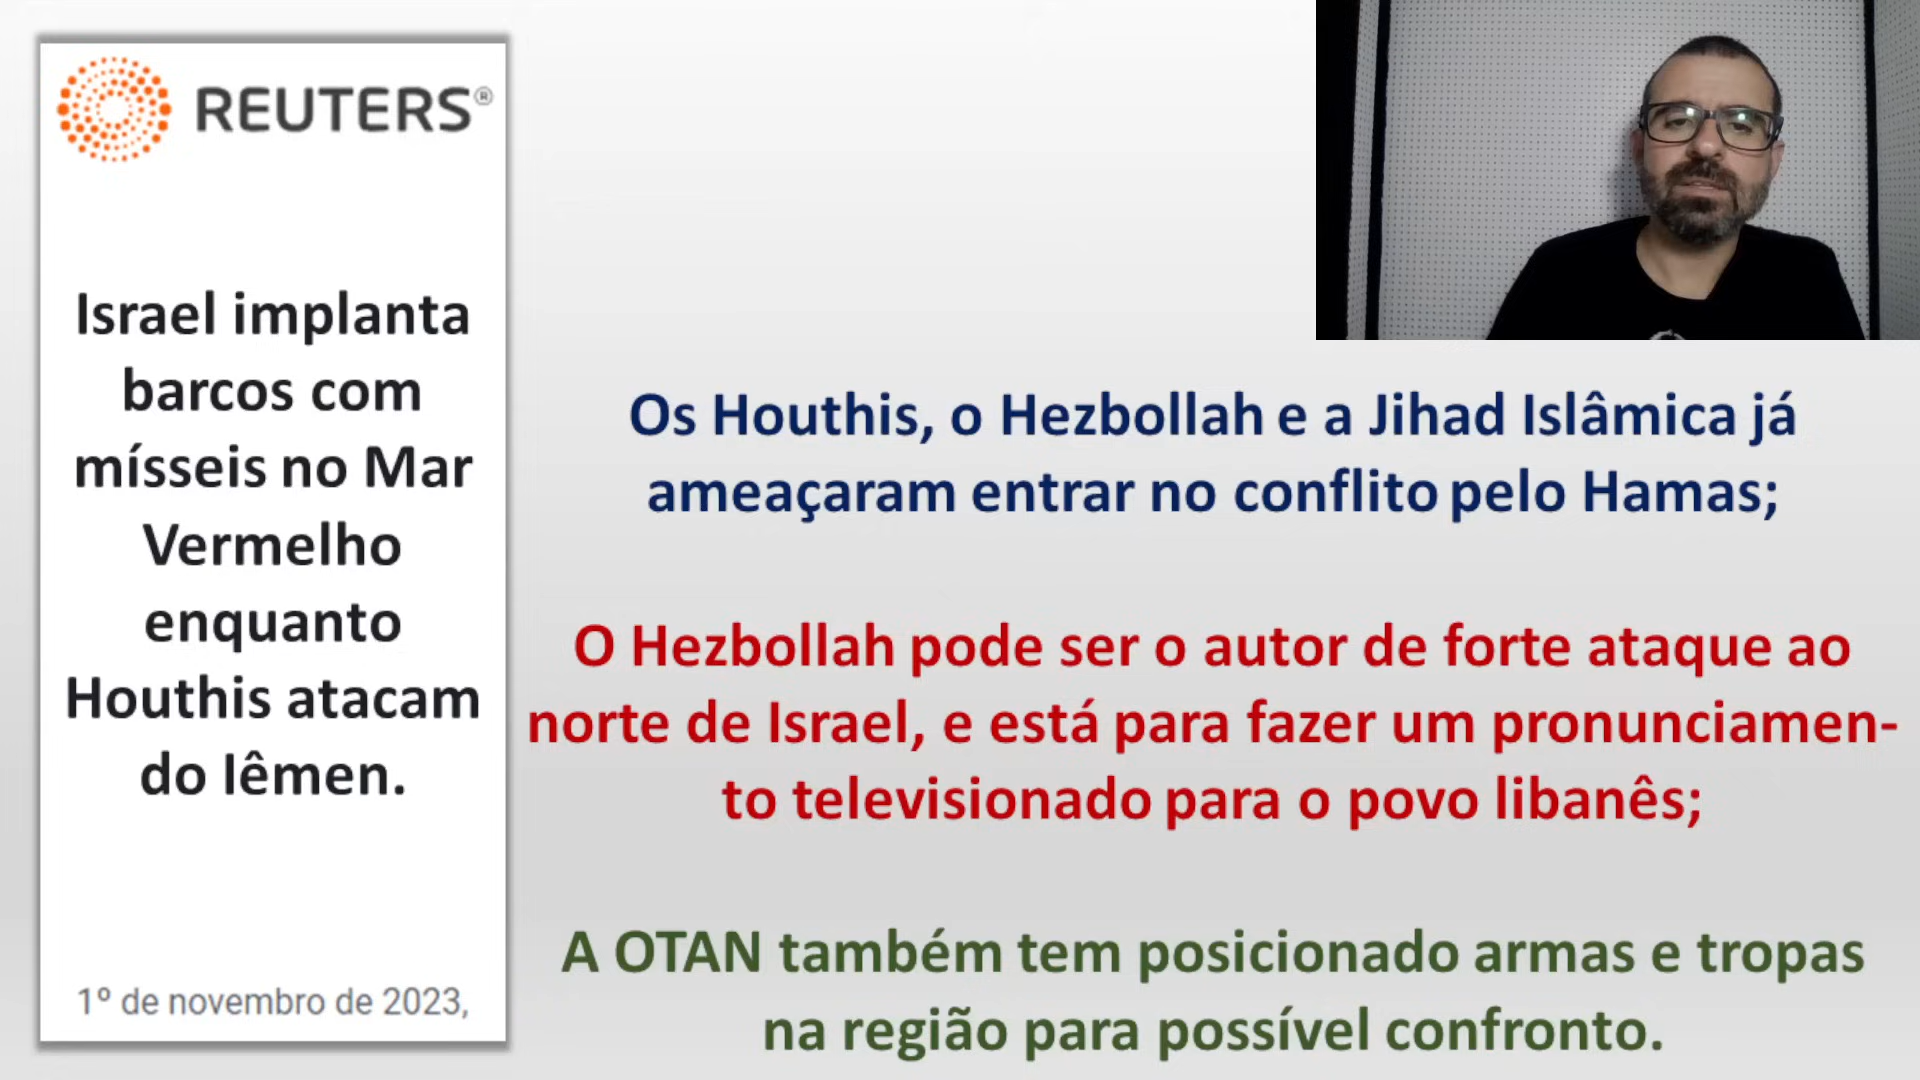 REUTERS®
Israel implanta
barcos com
mísseis no Mar
Vermelho
enquanto
Houthis atacam
do Iêmen.
1º de novembro de 2023,
Os Houthis, o Hezbollah e a Jihad Islâmica já
ameaçaram entrar no conflito pelo Hamas;
O Hezbollah pode ser o autor de forte ataque ao
norte de Israel, e está para fazer um pronunciamen-
to televisionado para o povo libanês;
A OTAN também tem posicionado armas e tropas
na região para possível confronto.